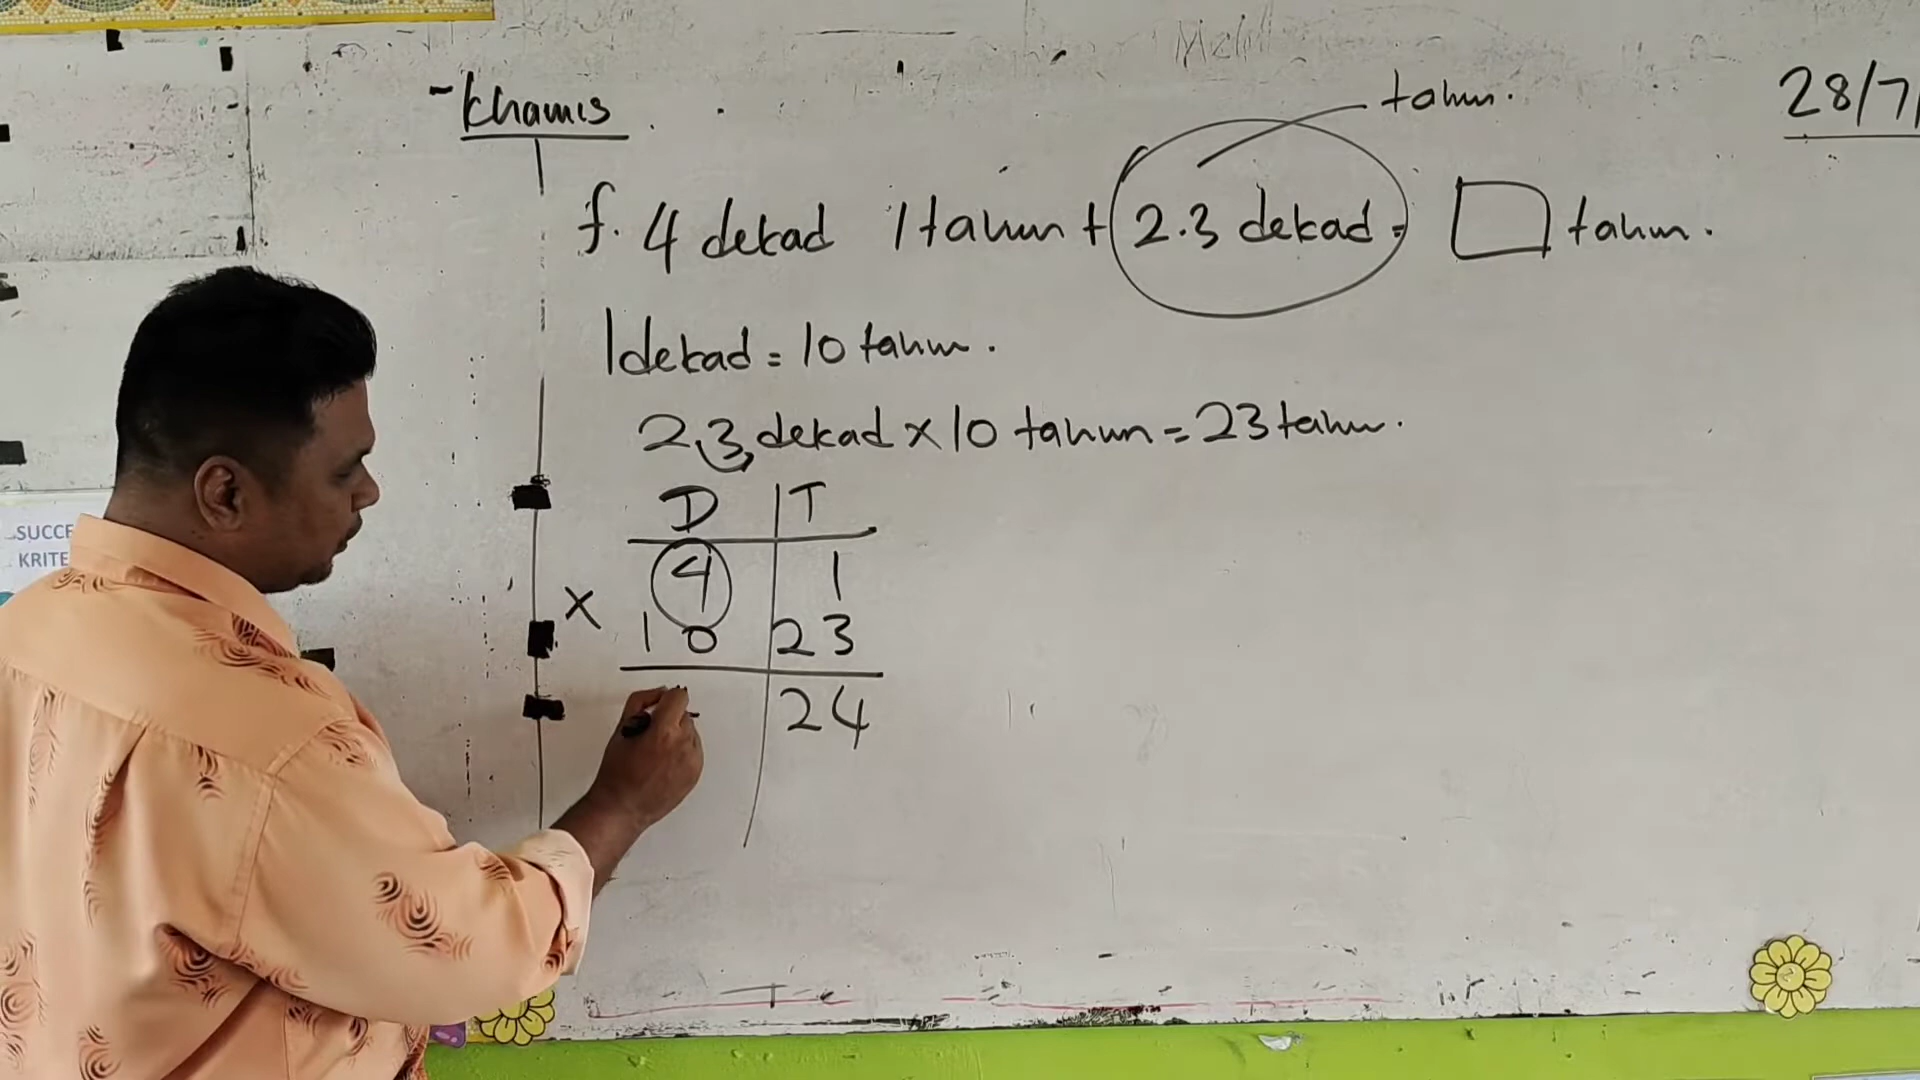 - Khamis
tahun.
28/7/
f. 4 dekad 1 tahun + 2.3 dekad = □ tahun.
1 dekad = 10 tahun.
2.3 dekad × 10 tahun = 23 tahun.
D | T
4 | 1
× 10 | 23
24
SUCCE
KRITE